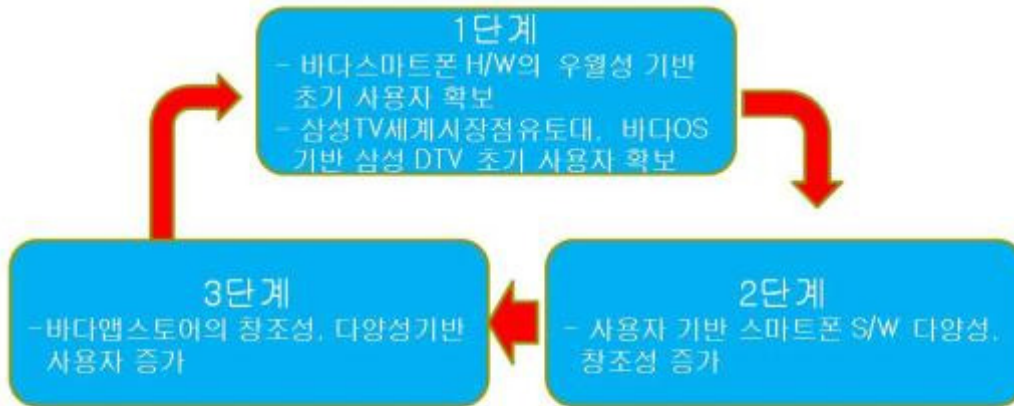 1단계
- 바다스마트폰 H/W의 우월성 기반
초기 사용자 확보
- 삼성TV세계시장점유토대, 바다OS
기반 삼성 DTV 초기 사용자 확보
2단계
- 사용자 기반 스마트폰 S/W 다양성,
창조성 증가
3단계
-바다앱스토어의 창조성, 다양성기반
사용자 증가